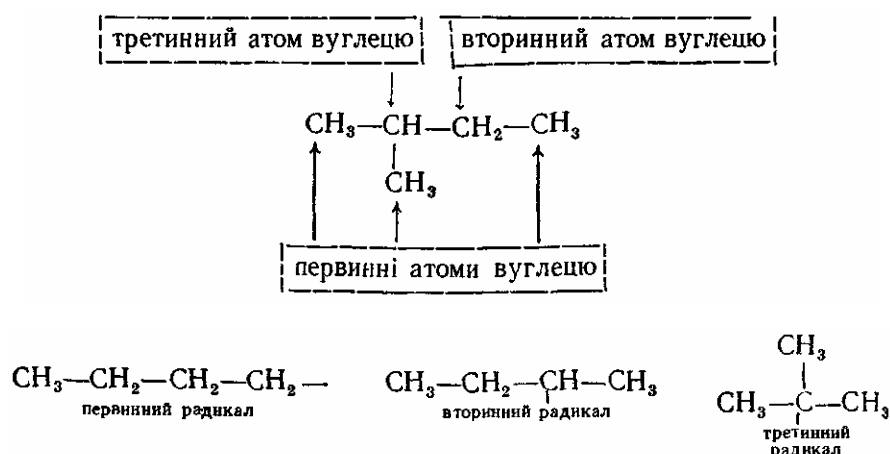 третинний атом вуглецю вторинний атом вуглецю
CH₃—CH—CH₂—CH₃
CH₃
первинні атоми вуглецю
CH₃
CH₃—CH₂—CH₂—CH₂— CH₃—CH₂—CH—CH₃ CH₃—C—CH₃
первинний радикал вторинний радикал третинний
радикал